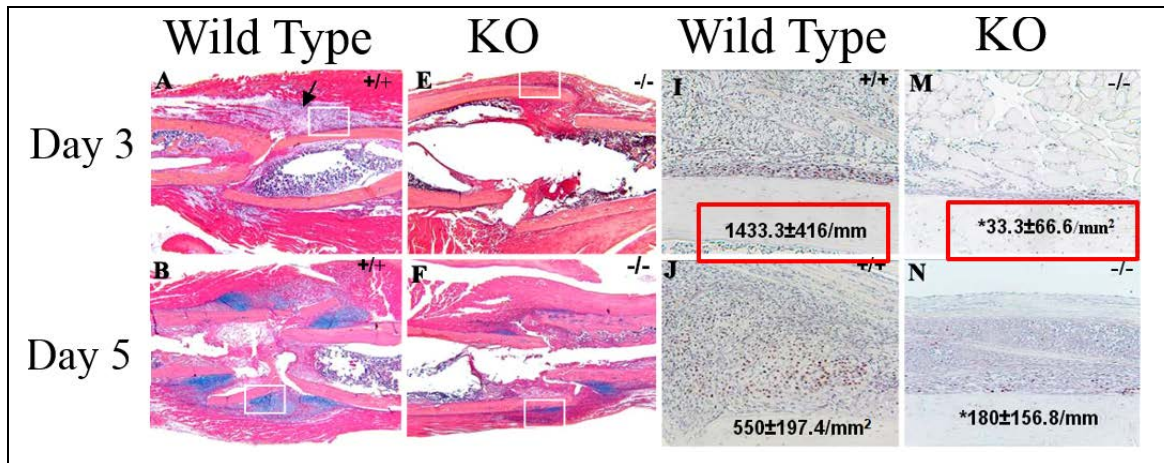 Wild Type KO Wild Type KO
A +/+ E -/- I +/+ M -/-
Day 3
1433.3±416/mm *33.3±66.6/mm²
B +/+ F -/- J +/+ N -/-
Day 5
550±197.4/mm² *180±156.8/mm